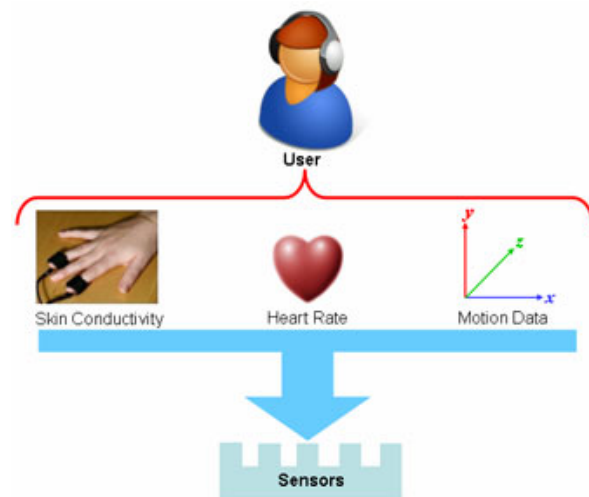 User
y
z
x
Skin Conductivity
Heart Rate
Motion Data
Sensors